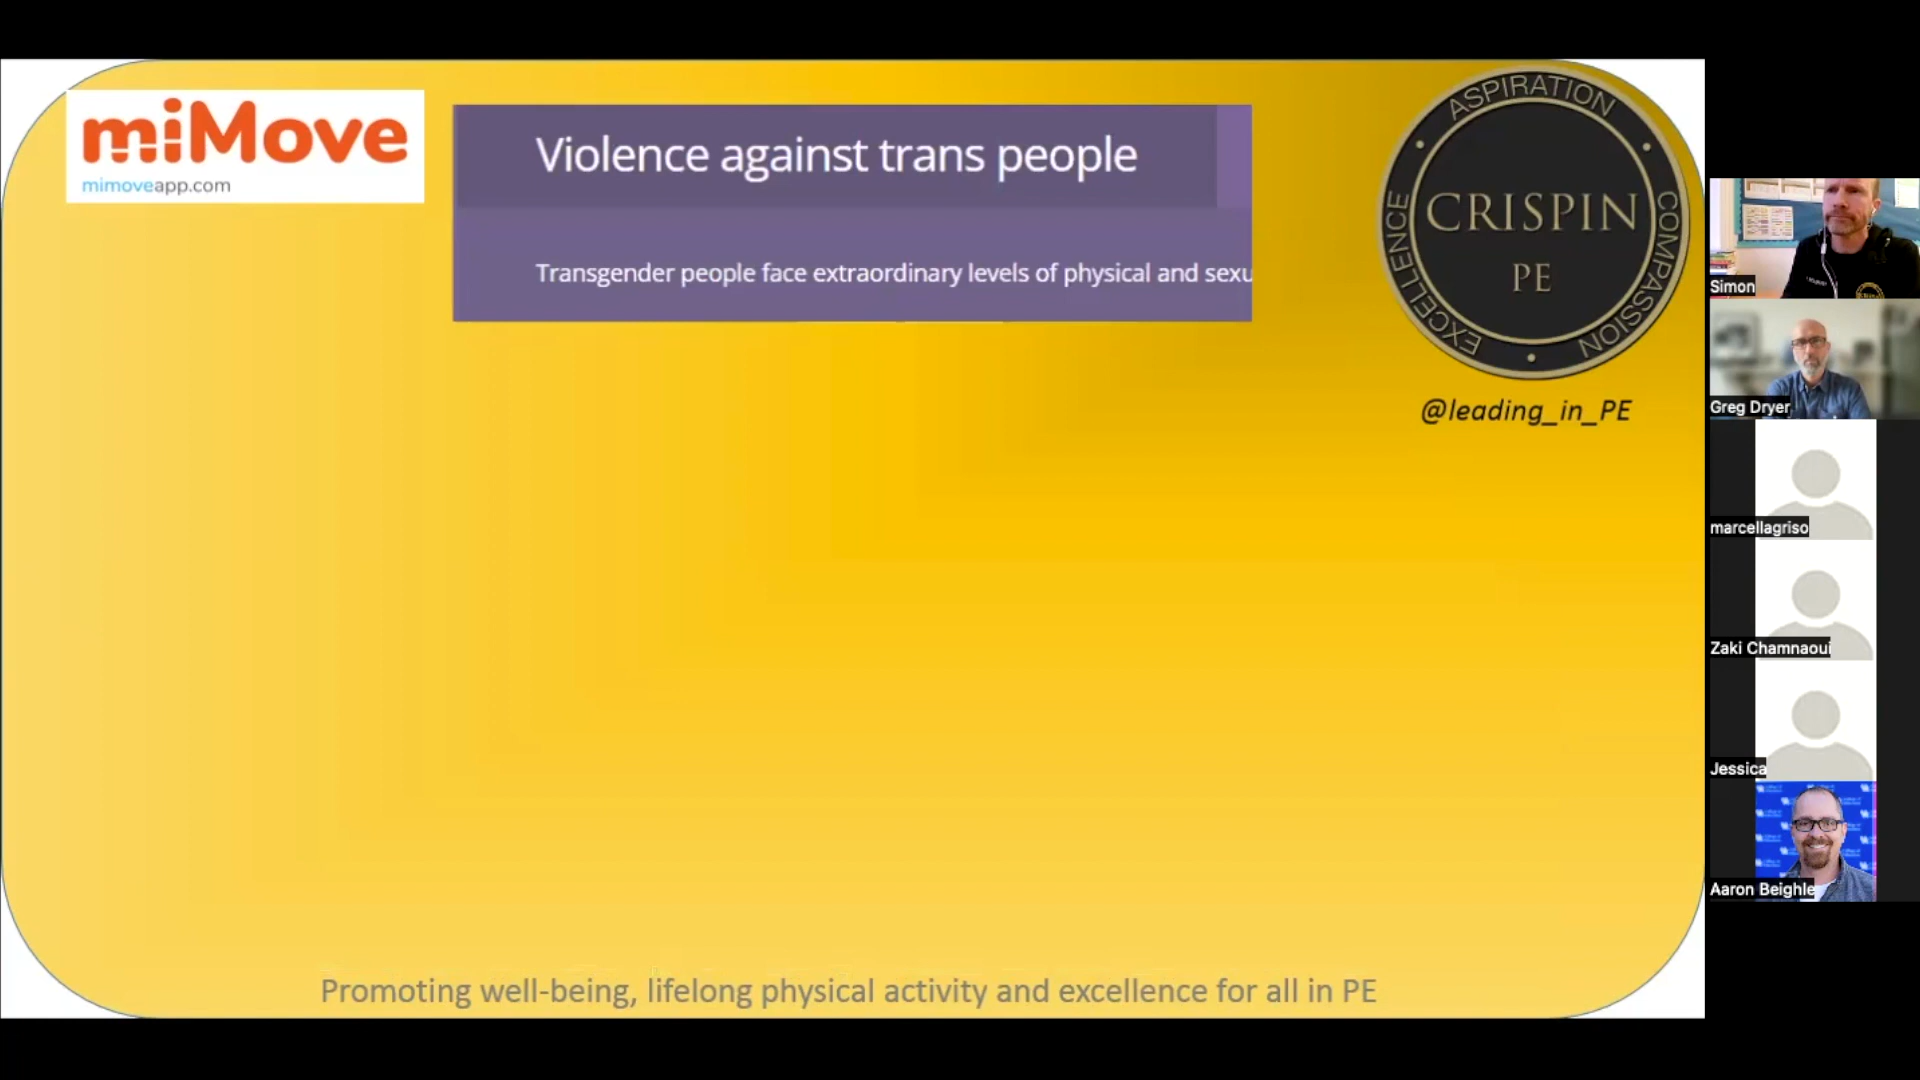 miMove
mimoveapp.com
Violence against trans people
Transgender people face extraordinary levels of physical and sexu
ASPIRATION
COMPASSION
EXCELLENCE
CRISPIN
PE
@leading_in_PE
Promoting well-being, lifelong physical activity and excellence for all in PE
Simon
Greg Dryer
marcellagriso
Zaki Chamnaoui
Jessica
Aaron Beighle